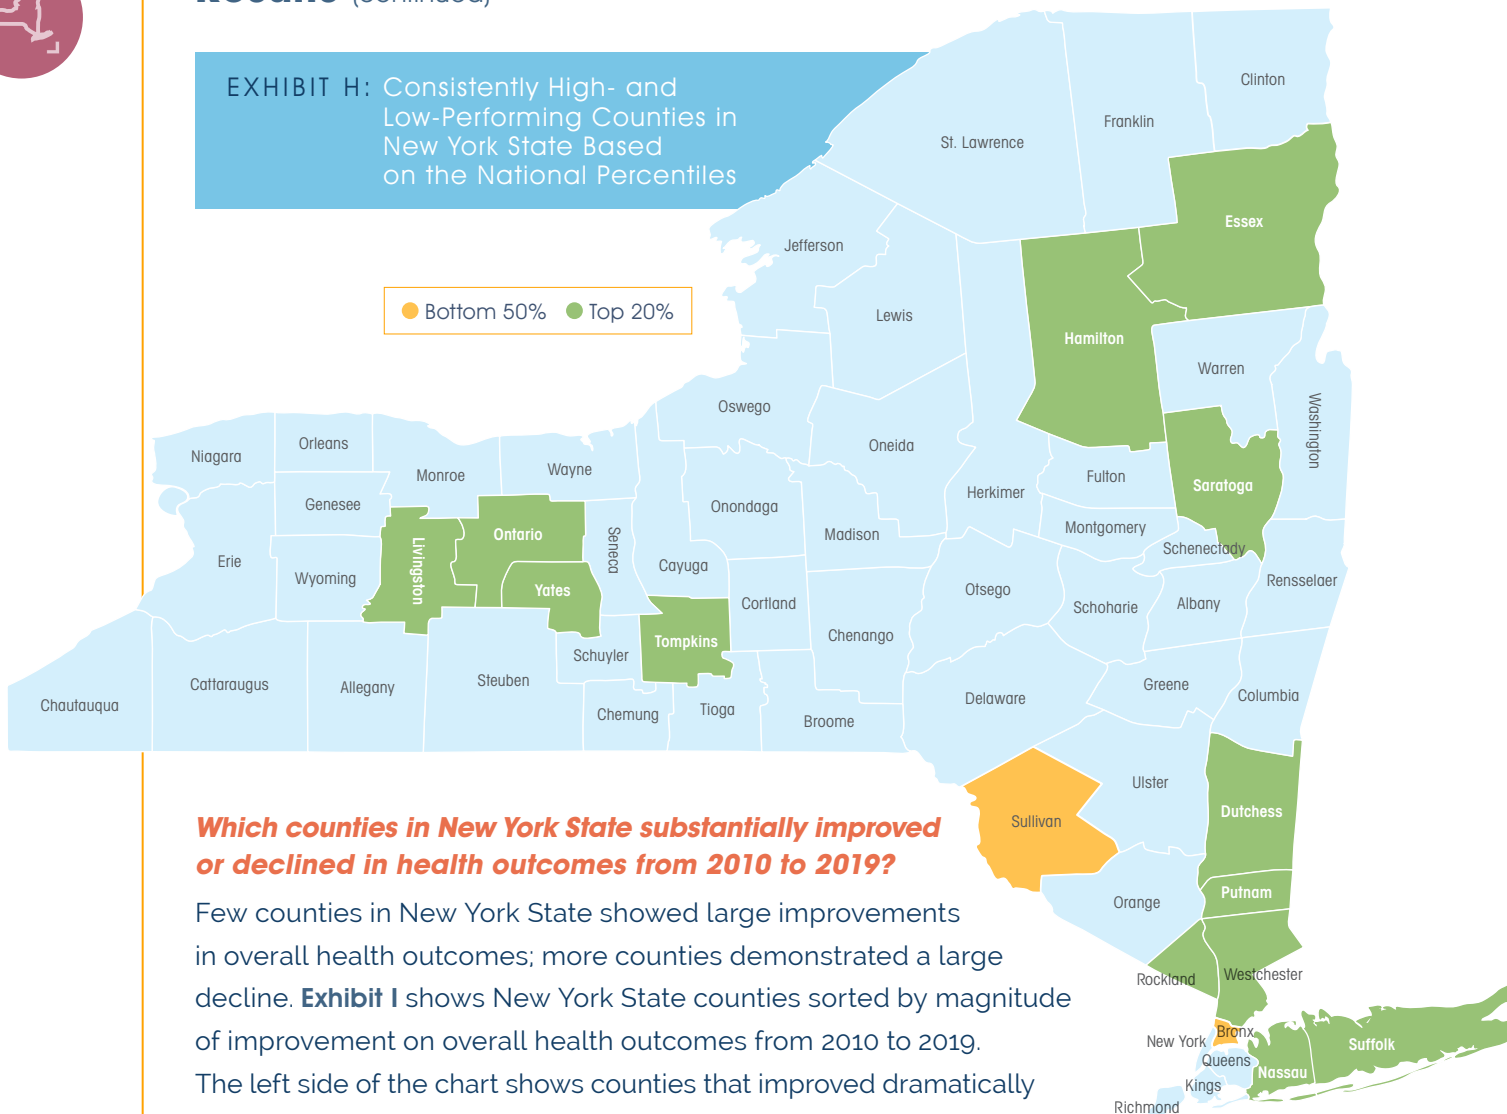 (continued)
EXHIBIT H: Consistently High- and
Low-Performing Counties in
New York State Based
on the National Percentiles
Bottom 50% Top 20%
Clinton
Franklin
St. Lawrence
Essex
Jefferson
Lewis
Hamilton
Warren
Washington
Oswego
Oneida
Herkimer
Fulton
Saratoga
Niagara
Orleans
Monroe
Wayne
Genesee
Onondaga
Madison
Montgomery
Schenectady
Erie
Wyoming
Livingston
Ontario
Yates
Seneca
Cayuga
Cortland
Chenango
Otsego
Schoharie
Albany
Rensselaer
Tompkins
Schuyler
Chautauqua
Cattaraugus
Allegany
Steuben
Chemung
Tioga
Broome
Delaware
Greene
Columbia
Sullivan
Ulster
Dutchess
Orange
Putnam
Rockland
Westchester
New York
Bronx
Queens
Kings
Richmond
Nassau
Suffolk
Which counties in New York State substantially improved
or declined in health outcomes from 2010 to 2019?
Few counties in New York State showed large improvements
in overall health outcomes; more counties demonstrated a large
decline. Exhibit I shows New York State counties sorted by magnitude
of improvement on overall health outcomes from 2010 to 2019.
The left side of the chart shows counties that improved dramatically